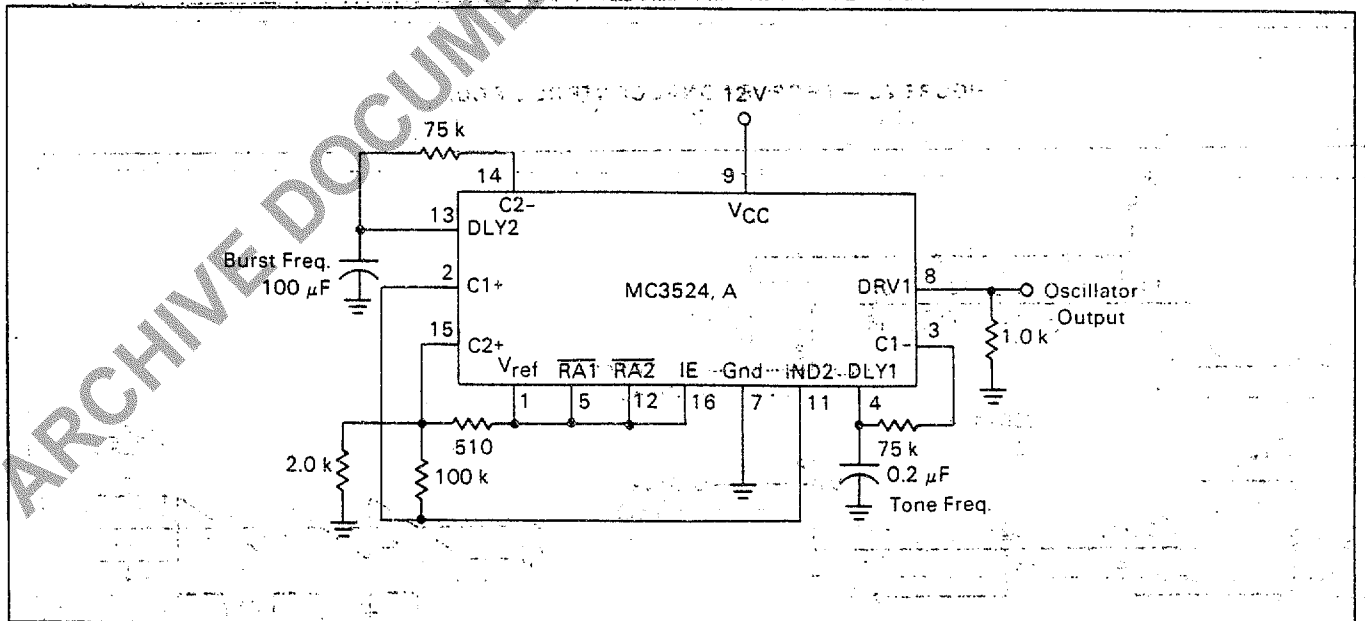 ARCHIVE DOCUME
12 V
75 k
14
9
C2-
VCC
13
DLY2
Burst Freq.
100 μF
2
C1+
MC3524, A
DRV1
8
Oscillator
Output
1.0 k
3
C1-
15
C2+
Vref
RA1
RA2
IE
Gnd
IND2
DLY1
1
5
12
16
7
11
4
510
75 k
2.0 k
100 k
0.2 μF
Tone Freq.